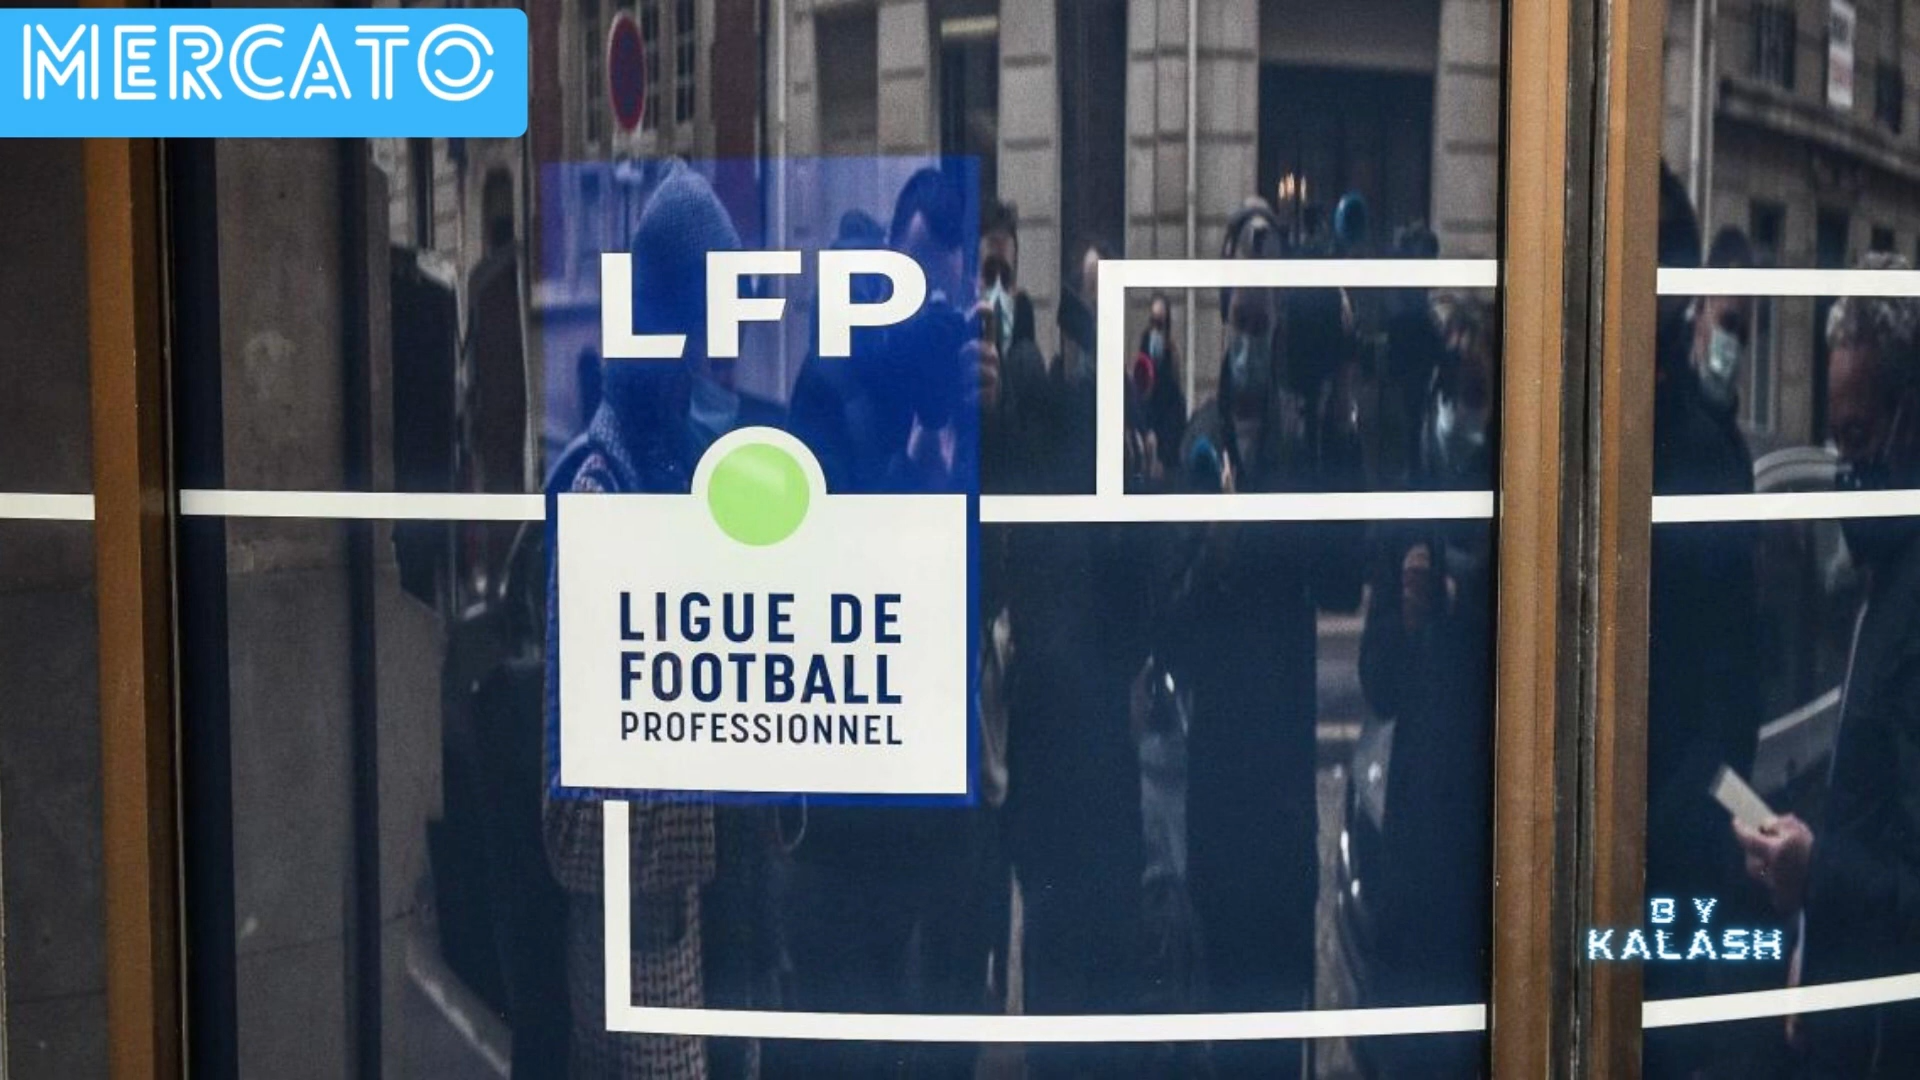 MERCATO
LFP
LIGUE DE
FOOTBALL
PROFESSIONNEL
BY
KALASH